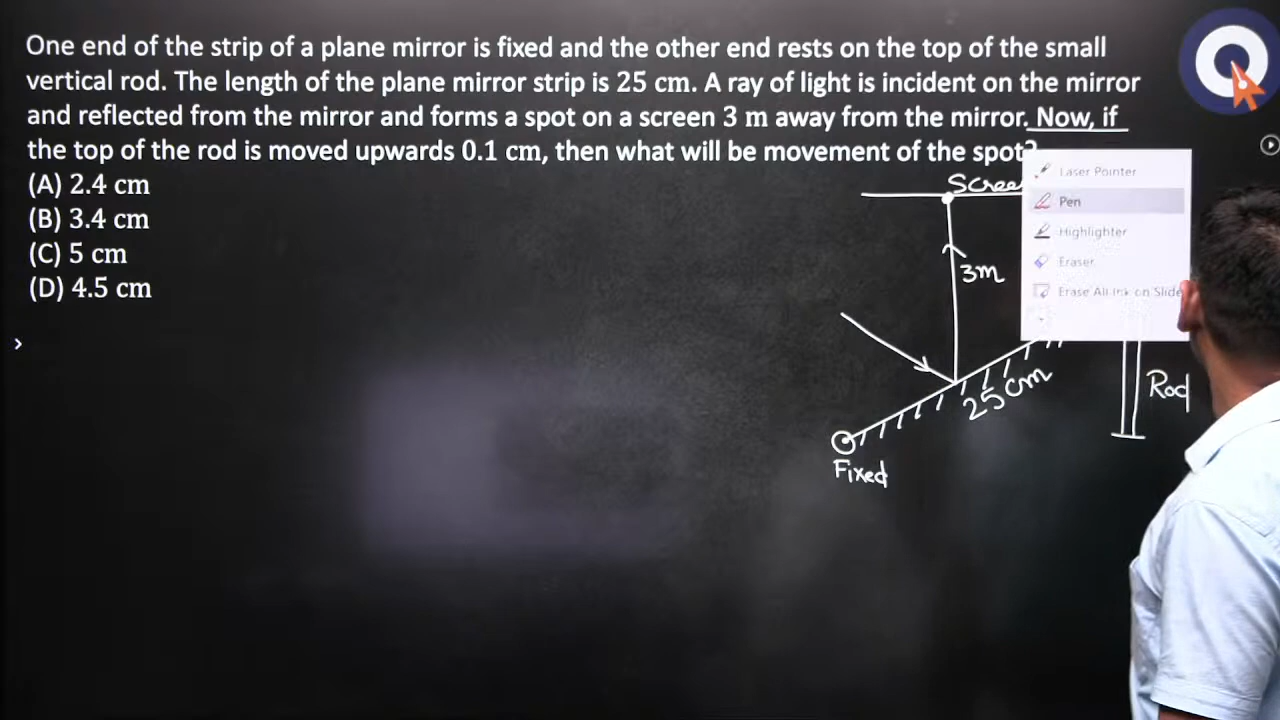 One end of the strip of a plane mirror is fixed and the other end rests on the top of the small
vertical rod. The length of the plane mirror strip is 25 cm. A ray of light is incident on the mirror
and reflected from the mirror and forms a spot on a screen 3 m away from the mirror. Now, if
the top of the rod is moved upwards 0.1 cm, then what will be movement of the spot?
(A) 2.4 cm
(B) 3.4 cm
(C) 5 cm
(D) 4.5 cm
Laser Pointer
Pen
Highlighter
Eraser
Erase All Ink on Slide
3m
25cm
Rod
Fixed